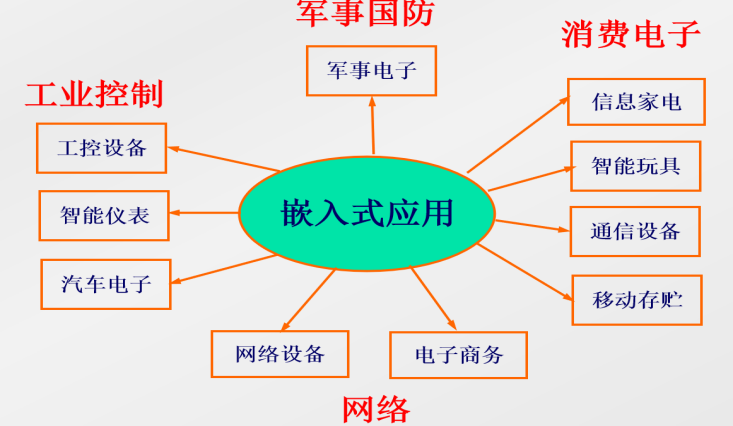 军事国防
消费电子
军事电子
工业控制
信息家电
工控设备
智能玩具
智能仪表
嵌入式应用
通信设备
汽车电子
移动存贮
网络设备
电子商务
网络